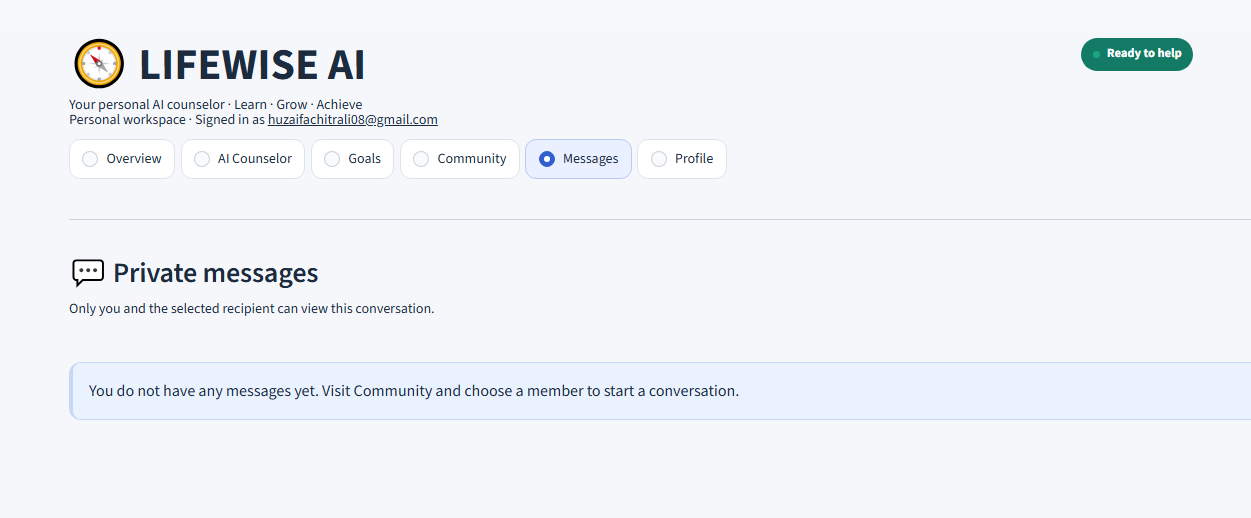 LIFEWISE AI
Ready to help
Your personal AI counselor · Learn · Grow · Achieve
Personal workspace · Signed in as huzaifachitrali08@gmail.com
Overview
AI Counselor
Goals
Community
Messages
Profile
Private messages
Only you and the selected recipient can view this conversation.
You do not have any messages yet. Visit Community and choose a member to start a conversation.